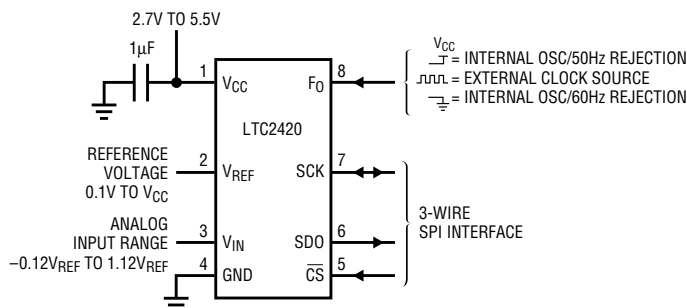 2.7V TO 5.5V
1µF
1
VCC
FO
8
VCC
= INTERNAL OSC/50Hz REJECTION
= EXTERNAL CLOCK SOURCE
= INTERNAL OSC/60Hz REJECTION
LTC2420
REFERENCE
VOLTAGE
0.1V TO VCC
2
VREF
SCK
7
ANALOG
INPUT RANGE
–0.12VREF TO 1.12VREF
3
VIN
SDO
6
3-WIRE
SPI INTERFACE
4
GND
CS
5